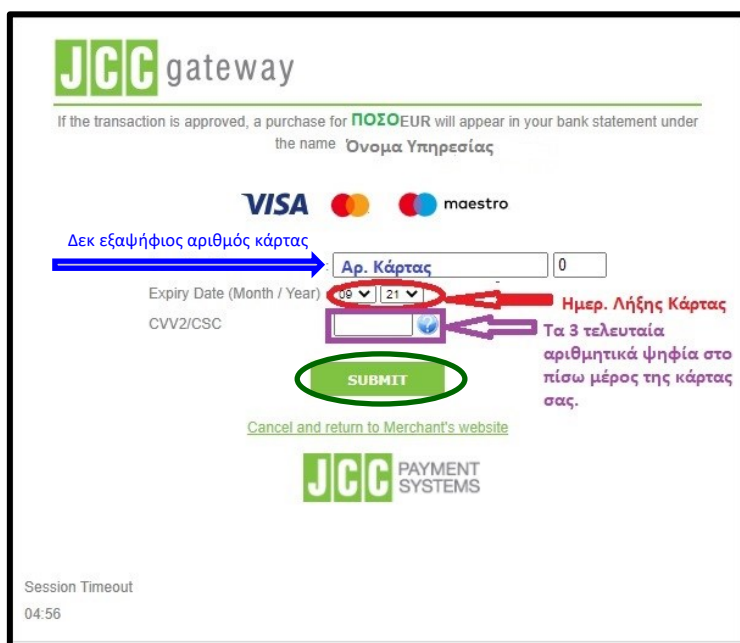 JCC gateway
If the transaction is approved, a purchase for ΠΟΣΟEUR will appear in your bank statement under
the name Όνομα Υπηρεσίας
VISA maestro
Δεκ εξαψήφιος αριθμός κάρτας
: Αρ. Κάρτας 0
Expiry Date (Month / Year) 09 21 Ημερ. Λήξης Κάρτας
CVV2/CSC ? Τα 3 τελευταία
αριθμητικά ψηφία στο
πίσω μέρος της κάρτας
σας.
SUBMIT
Cancel and return to Merchant's website
JCC PAYMENT
SYSTEMS
Session Timeout
04:56